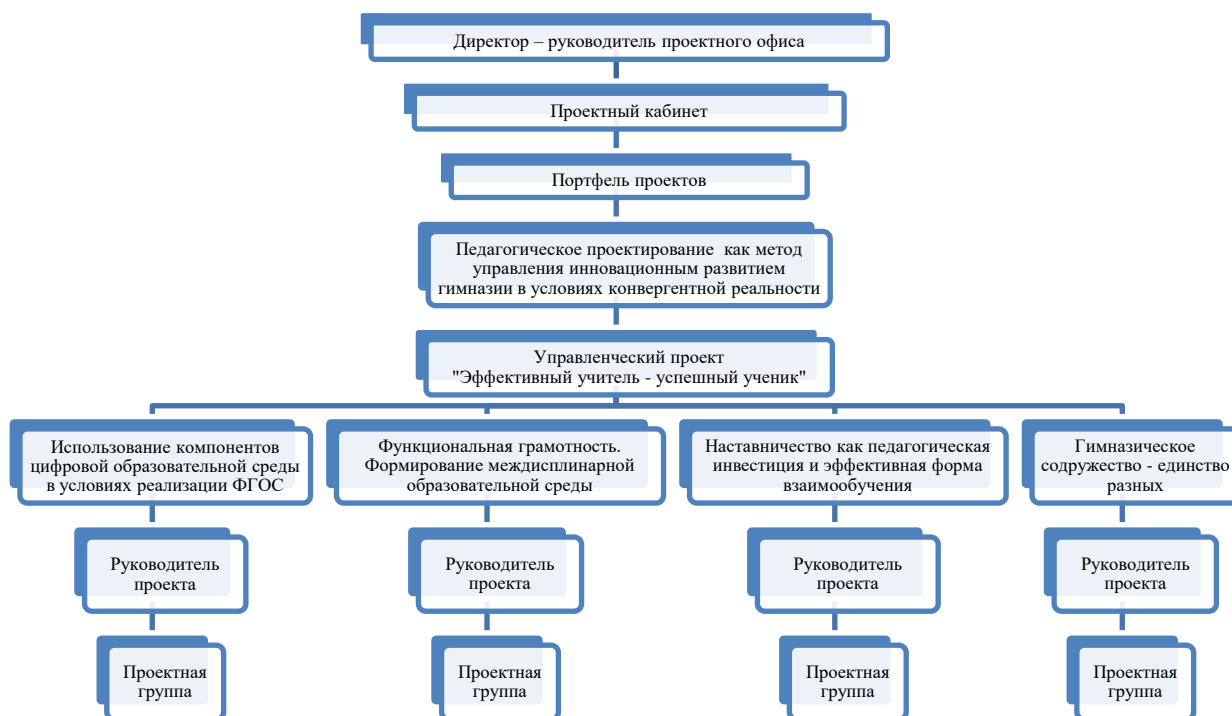 Директор – руководитель проектного офиса
Проектный кабинет
Портфель проектов
Педагогическое проектирование как метод
управления инновационным развитием
гимназии в условиях конвергентной реальности
Управленческий проект
"Эффективный учитель - успешный ученик"
Использование компонентов
цифровой образовательной среды
в условиях реализации ФГОС
Функциональная грамотность.
Формирование междисплинарной
образовательной среды
Наставничество как педагогическая
инвестиция и эффективная форма
взаимообучения
Гимназическое
содружество - единство
разных
Руководитель
проекта
Руководитель
проекта
Руководитель
проекта
Руководитель
проекта
Проектная
группа
Проектная
группа
Проектная
группа
Проектная
группа